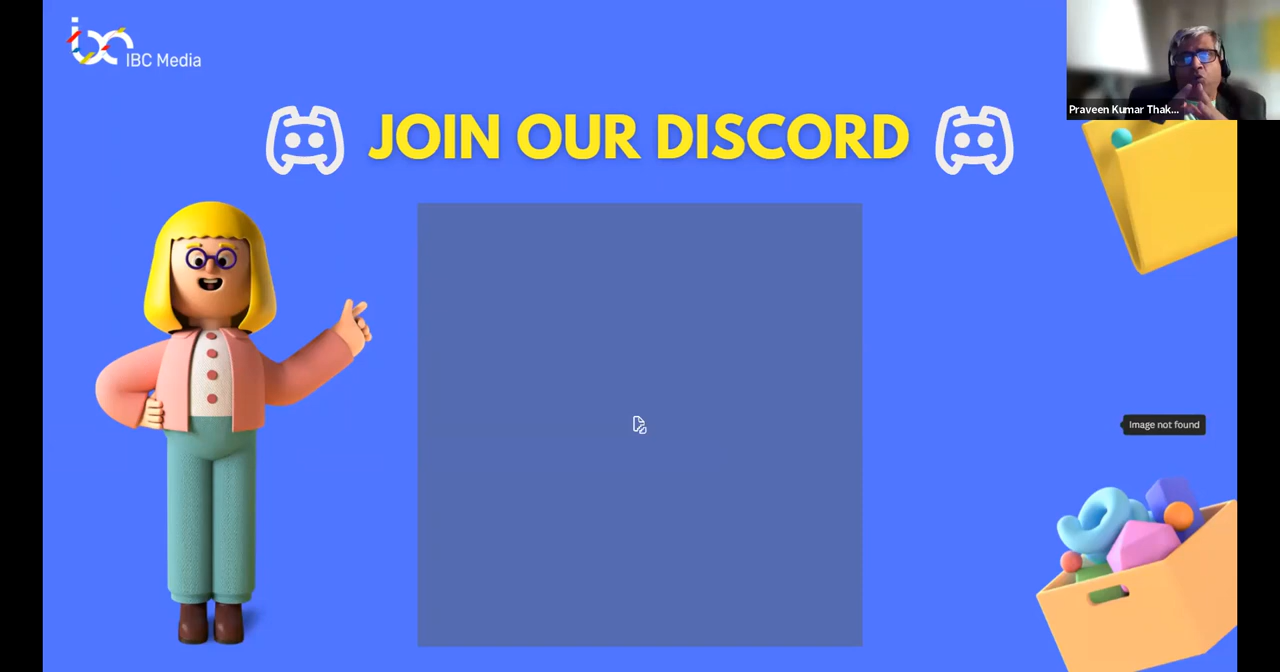 IBC Media
Praveen Kumar Thak...
JOIN OUR DISCORD
Image not found